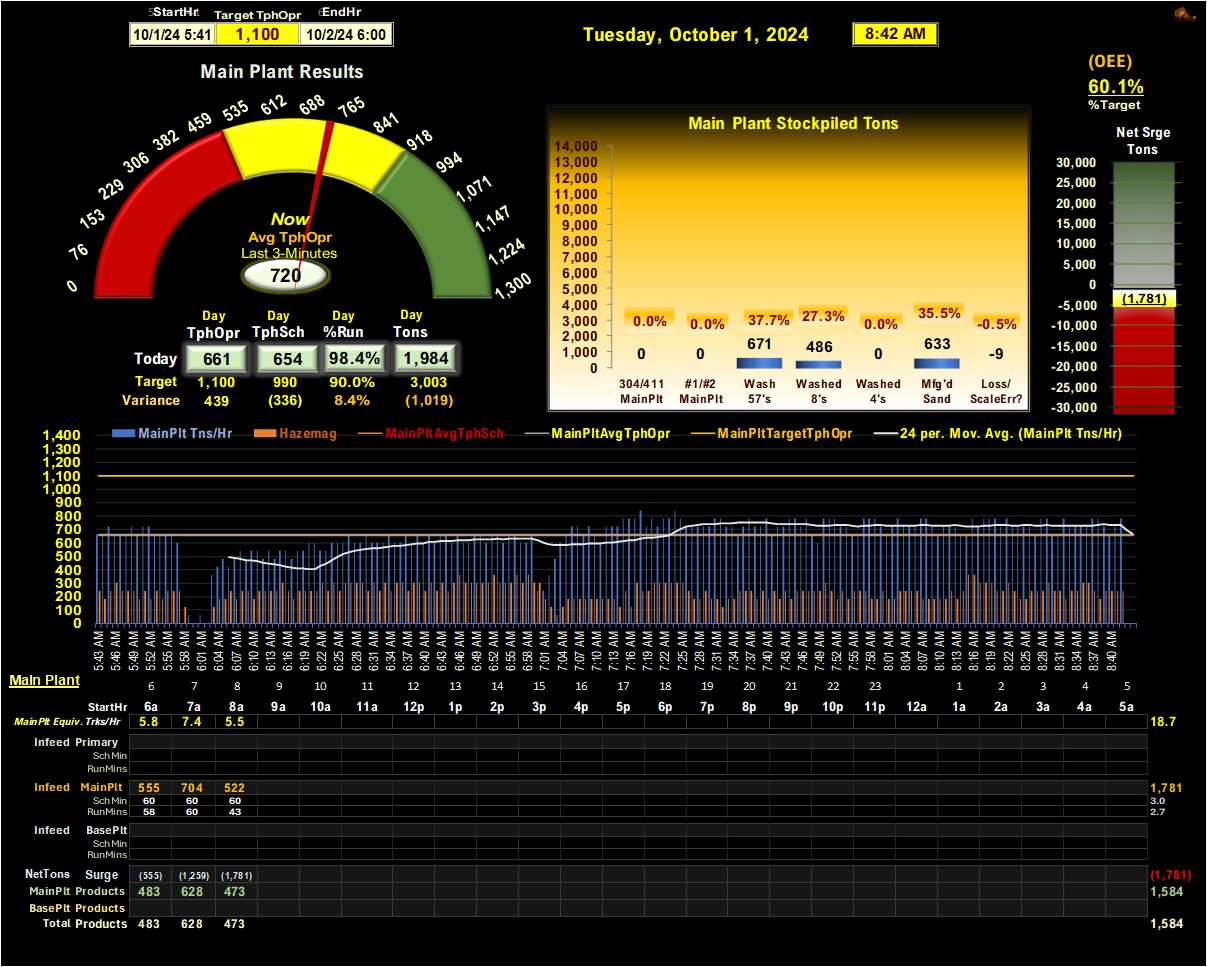 StartHr Target TphOpr EndHr
10/1/24 5:41 1,100 10/2/24 6:00
Tuesday, October 1, 2024 8:42 AM
(OEE)
60.1%
%Target
Main Plant Results
0 76 153 229 306 382 459 535 612 688 765 841 918 994 1,071 1,147 1,224 1,300
Now
Avg TphOpr
Last 3-Minutes
720
Day Day Day Day
TphOpr TphSch %Run Tons
Today 661 654 98.4% 1,984
Target 1,100 990 90.0% 3,003
Variance 439 (336) 8.4% (1,019)
Main Plant Stockpiled Tons
14,000
13,000
12,000
11,000
10,000
9,000
8,000
7,000
6,000
5,000
4,000
3,000
2,000
1,000
0
0.0% 0.0% 37.7% 27.3% 0.0% 35.5% -0.5%
0 0 671 486 0 633 -9
304/411 #1/#2 Wash Washed Washed Mfg'd Loss/
MainPlt MainPlt 57's 8's 4's Sand ScaleErr?
Net Srge
Tons
30,000
25,000
20,000
15,000
10,000
5,000
0
(1,781)
-5,000
-10,000
-15,000
-20,000
-25,000
-30,000
MainPlt Tns/Hr Hazemag MainPltAvgTphSch MainPltAvgTphOpr MainPltTargetTphOpr 24 per. Mov. Avg. (MainPlt Tns/Hr)
1,400
1,300
1,200
1,100
1,000
900
800
700
600
500
400
300
200
100
0
5:43 AM 5:46 AM 5:49 AM 5:52 AM 5:55 AM 5:58 AM 6:01 AM 6:04 AM 6:07 AM 6:10 AM 6:13 AM 6:16 AM 6:19 AM 6:22 AM 6:25 AM 6:28 AM 6:31 AM 6:34 AM 6:37 AM 6:40 AM 6:43 AM 6:46 AM 6:49 AM 6:52 AM 6:55 AM 6:58 AM 7:01 AM 7:04 AM 7:07 AM 7:10 AM 7:13 AM 7:16 AM 7:19 AM 7:22 AM 7:25 AM 7:28 AM 7:31 AM 7:34 AM 7:37 AM 7:40 AM 7:43 AM 7:46 AM 7:49 AM 7:52 AM 7:55 AM 7:58 AM 8:01 AM 8:04 AM 8:07 AM 8:10 AM 8:13 AM 8:16 AM 8:19 AM 8:22 AM 8:25 AM 8:28 AM 8:31 AM 8:34 AM 8:37 AM 8:40 AM
Main Plant
6 7 8 9 10 11 12 13 14 15 16 17 18 19 20 21 22 23 1 2 3 4 5
StartHr 6a 7a 8a 9a 10a 11a 12p 1p 2p 3p 4p 5p 6p 7p 8p 9p 10p 11p 12a 1a 2a 3a 4a 5a
MainPlt Equiv. Trks/Hr 5.8 7.4 5.5 18.7
Infeed Primary
Sch Min
RunMins
Infeed MainPlt 555 704 522 1,781
Sch Min 60 60 60 3.0
RunMins 58 60 43 2.7
Infeed BasePlt
Sch Min
RunMins
NetTons Surge (555) (1,259) (1,781) (1,781)
MainPlt Products 483 628 473 1,584
BasePlt Products
Total Products 483 628 473 1,584